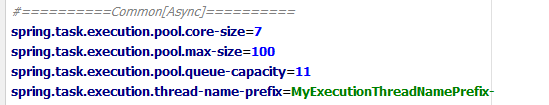 #==========Common[Async]==========
spring.task.execution.pool.core-size=7
spring.task.execution.pool.max-size=100
spring.task.execution.pool.queue-capacity=11
spring.task.execution.thread-name-prefix=MyExecutionThreadNamePrefix-